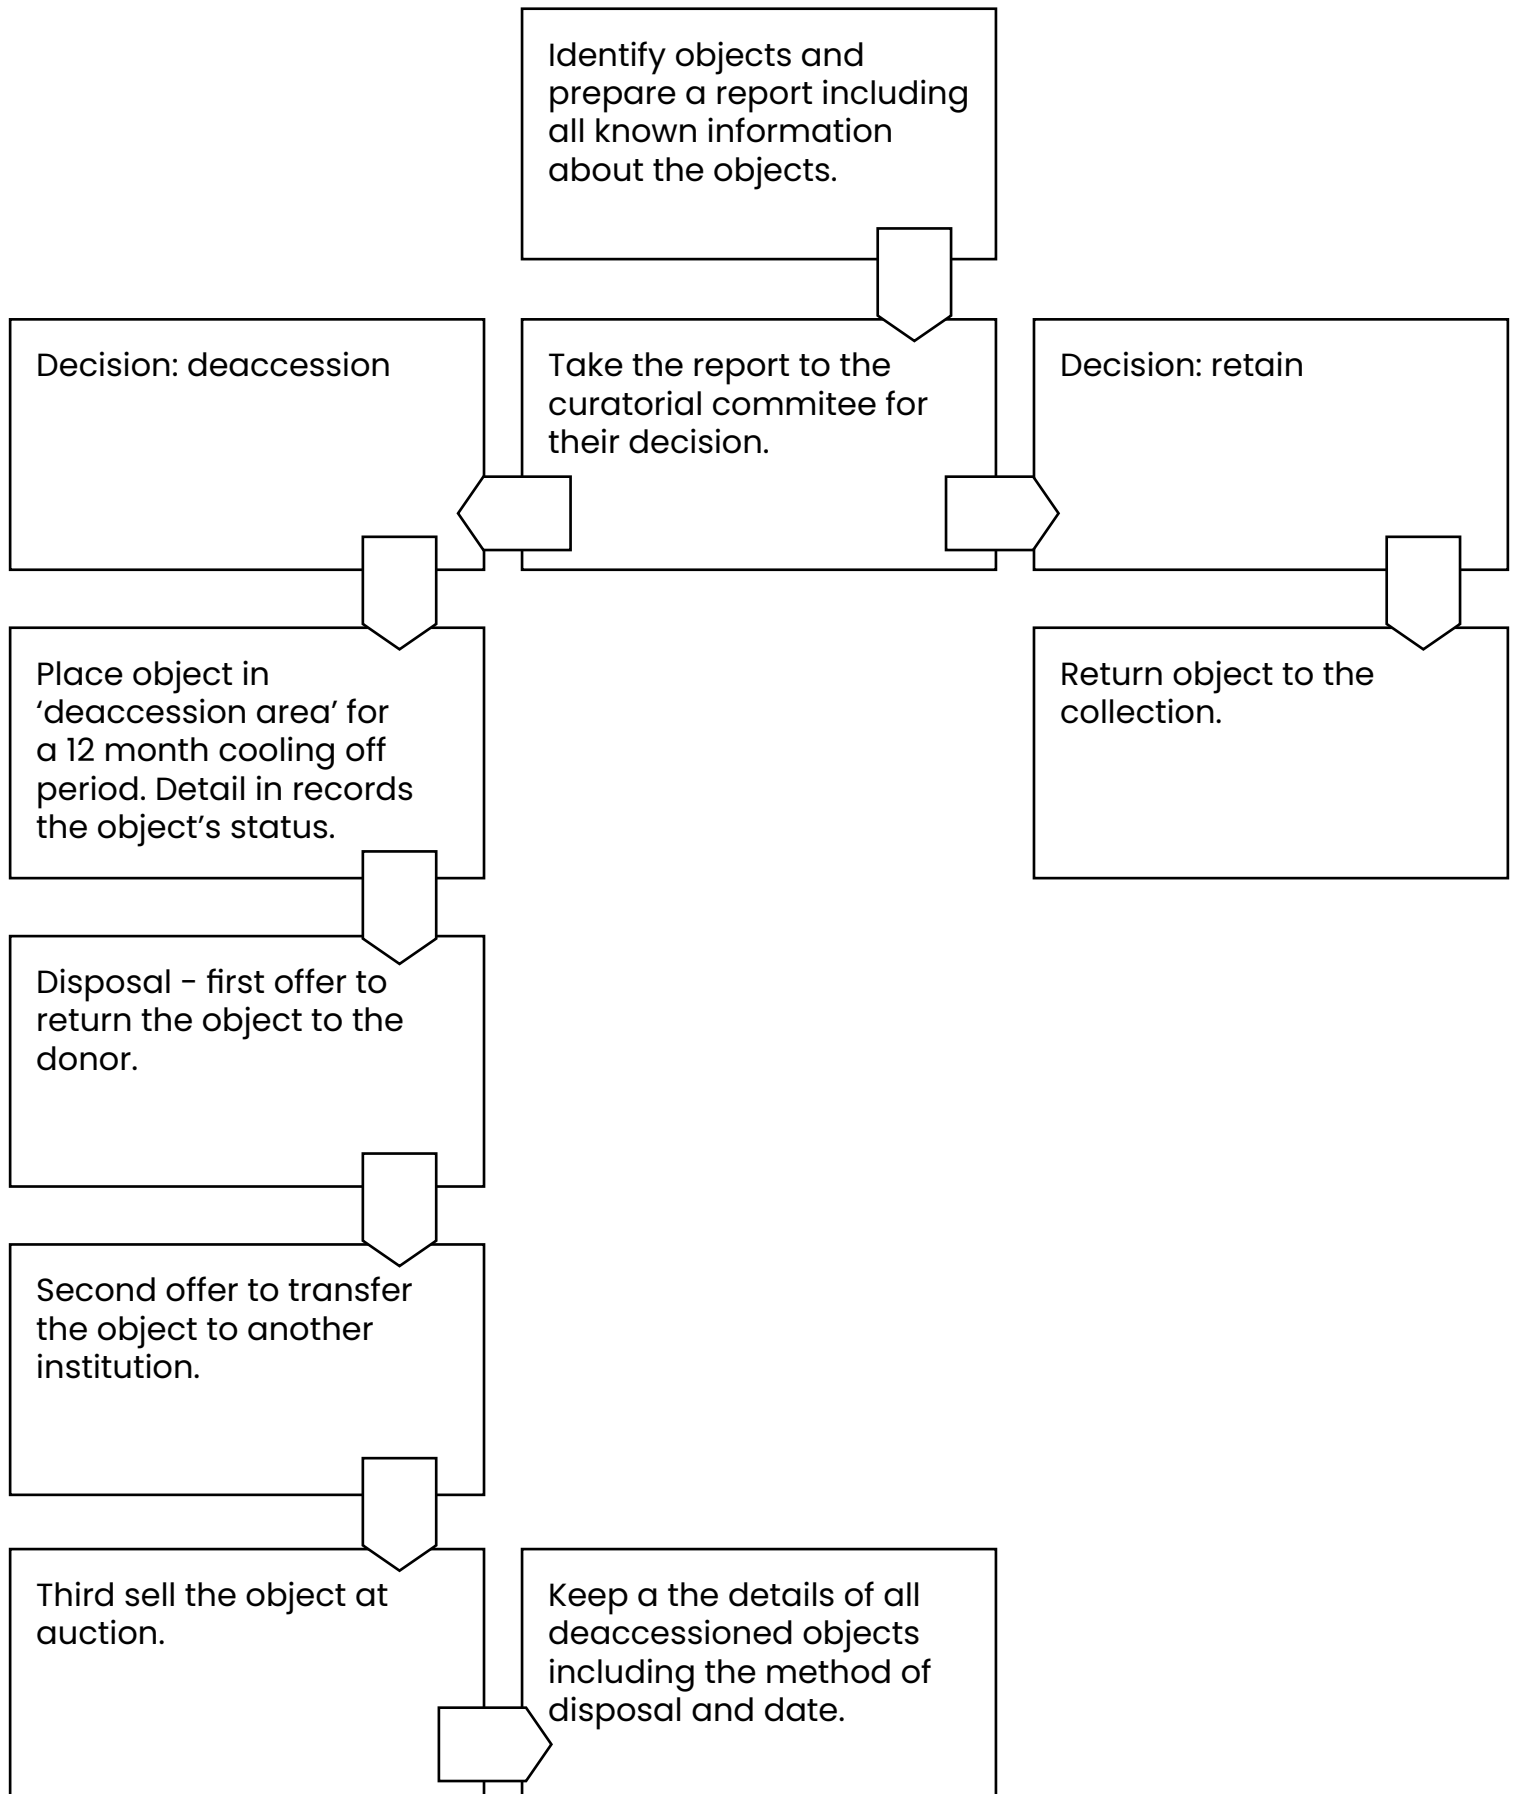 Identify objects and
prepare a report including
all known information
about the objects.
Decision: deaccession
Take the report to the
curatorial commitee for
their decision.
Decision: retain
Place object in
‘deaccession area’ for
a 12 month cooling off
period. Detail in records
the object’s status.
Return object to the
collection.
Disposal - first offer to
return the object to the
donor.
Second offer to transfer
the object to another
institution.
Third sell the object at
auction.
Keep a the details of all
deaccessioned objects
including the method of
disposal and date.